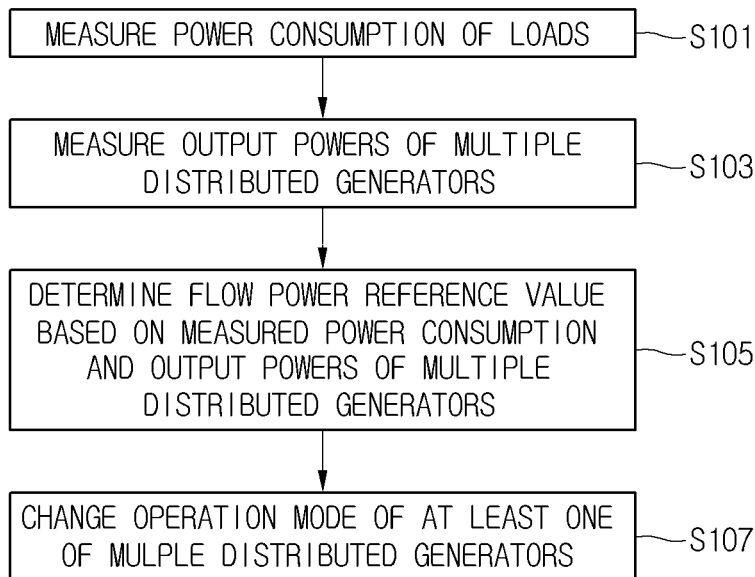 MEASURE POWER CONSUMPTION OF LOADS
S101
MEASURE OUTPUT POWERS OF MULTIPLE
DISTRIBUTED GENERATORS
S103
DETERMINE FLOW POWER REFERENCE VALUE
BASED ON MEASURED POWER CONSUMPTION
AND OUTPUT POWERS OF MULTIPLE
DISTRIBUTED GENERATORS
S105
CHANGE OPERATION MODE OF AT LEAST ONE
OF MULPLE DISTRIBUTED GENERATORS
S107